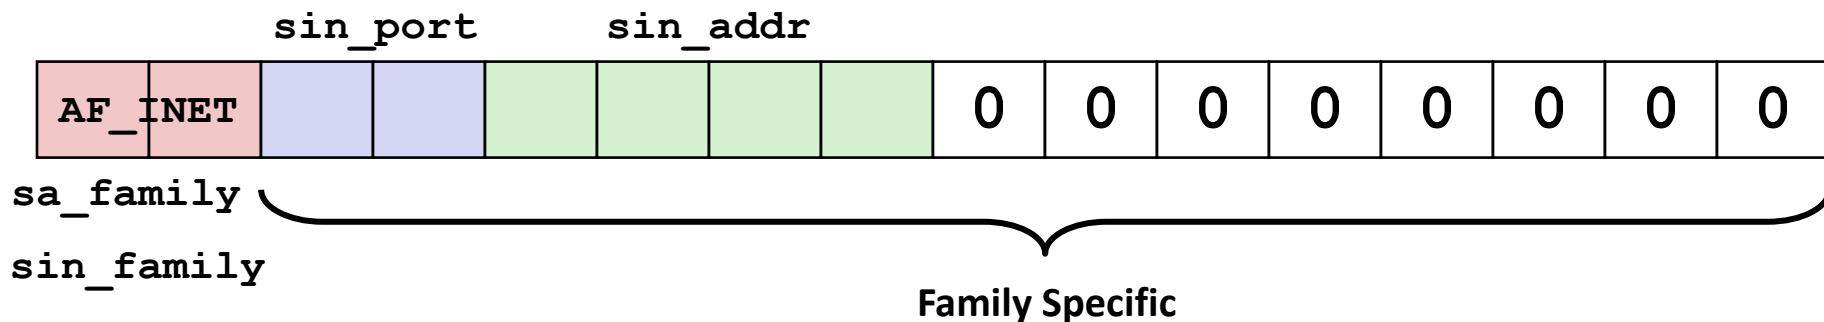 sin_port sin_addr
AF_INET 0 0 0 0 0 0 0 0
sa_family
sin_family
Family Specific